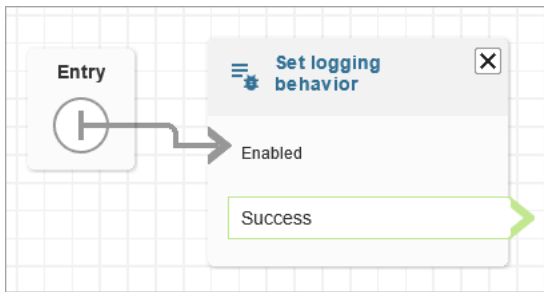 Entry
Set logging
behavior
Enabled
Success